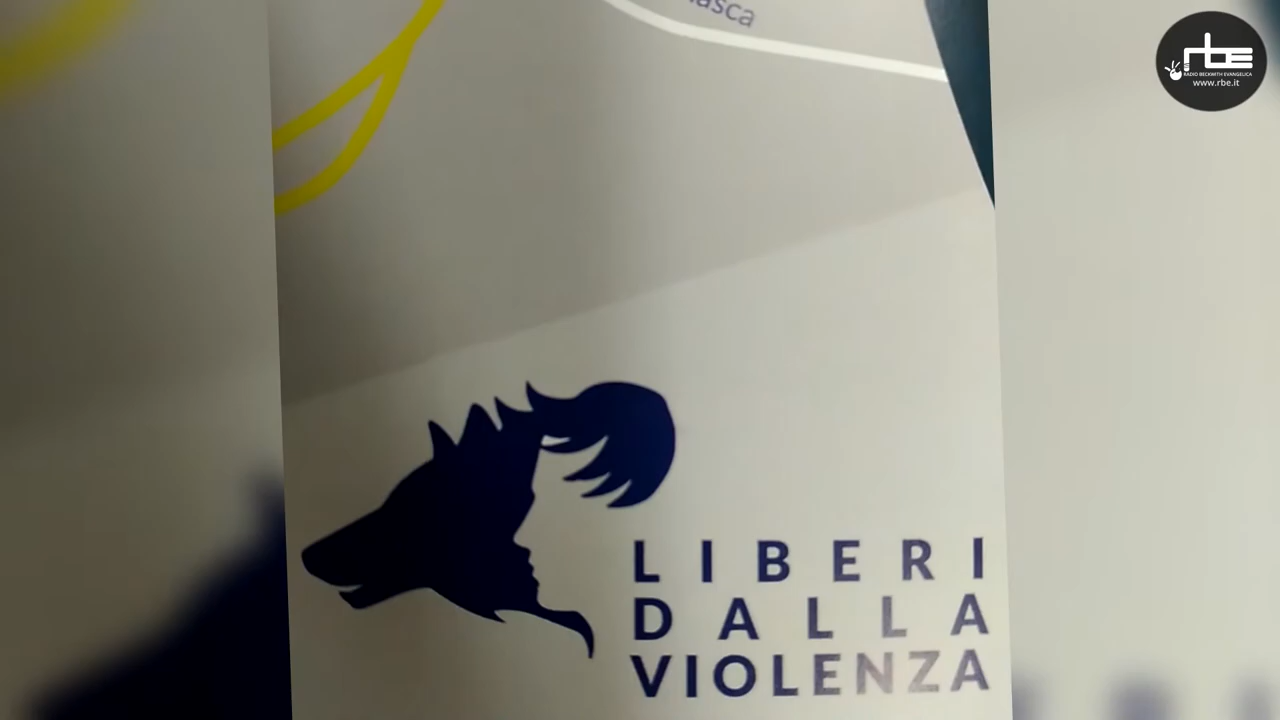 rbe
RADIO BECKWITH EVANGELICA
www.rbe.it
LIBERI
DALLA
VIOLENZA